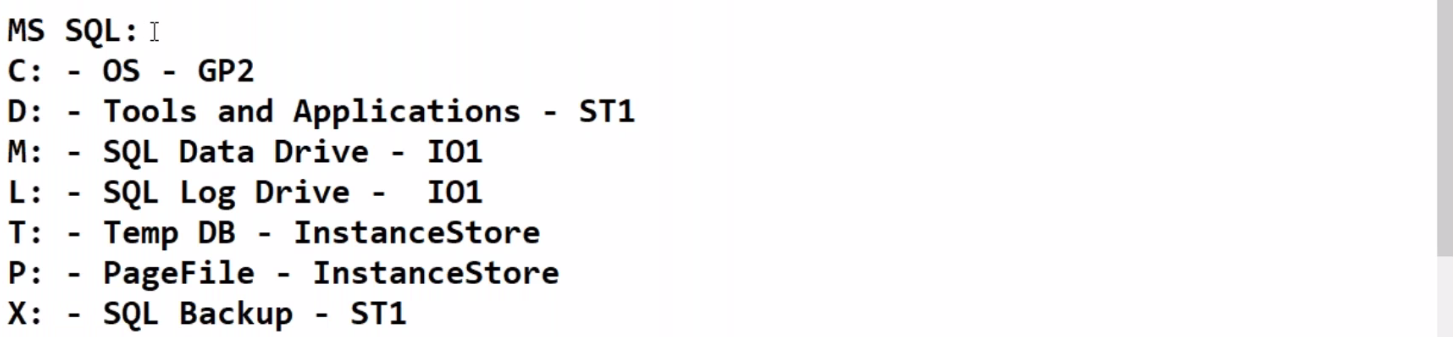 MS SQL:
C: - OS - GP2
D: - Tools and Applications - ST1
M: - SQL Data Drive - IO1
L: - SQL Log Drive -  IO1
T: - Temp DB - InstanceStore
P: - PageFile - InstanceStore
X: - SQL Backup - ST1